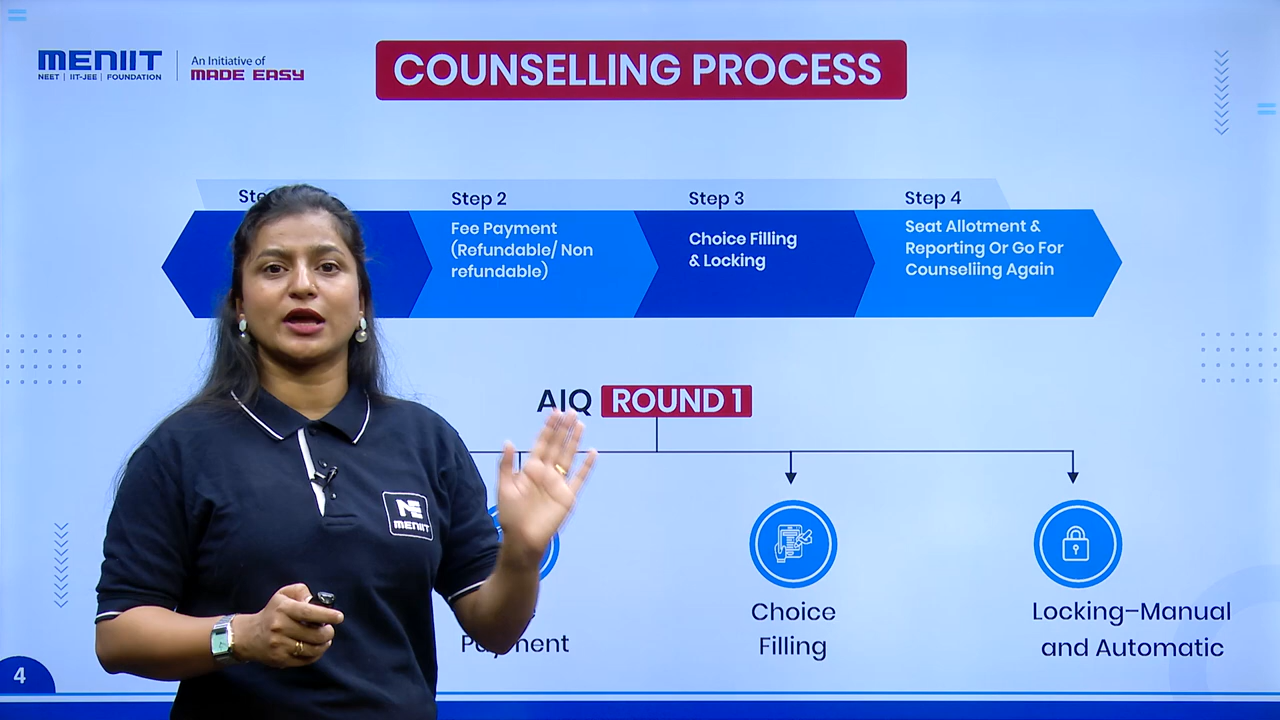 MENIIT
NEET | IIT-JEE | FOUNDATION
An Initiative of
MADE EASY
COUNSELLING PROCESS
Step 2
Fee Payment
(Refundable/ Non
refundable)
Step 3
Choice Filling
& Locking
Step 4
Seat Allotment &
Reporting Or Go For
Counseliing Again
AIQ ROUND 1
Payment
Choice
Filling
Locking–Manual
and Automatic
MENIIT
4